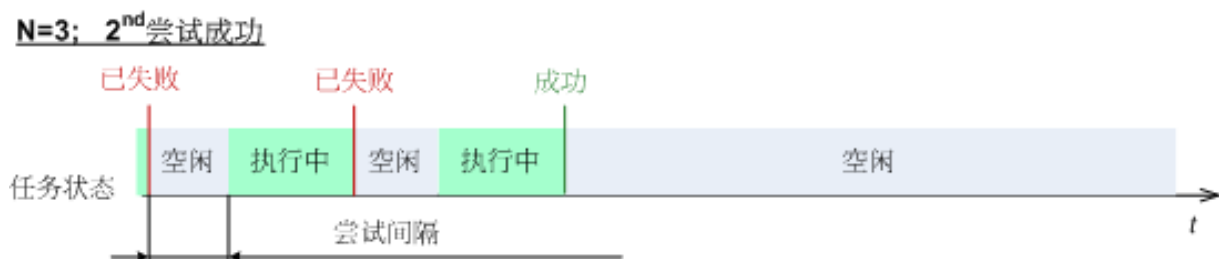 N=3; 2nd尝试成功
已失败 已失败 成功
空闲 执行中 空闲 执行中 空闲
任务状态
t
尝试间隔